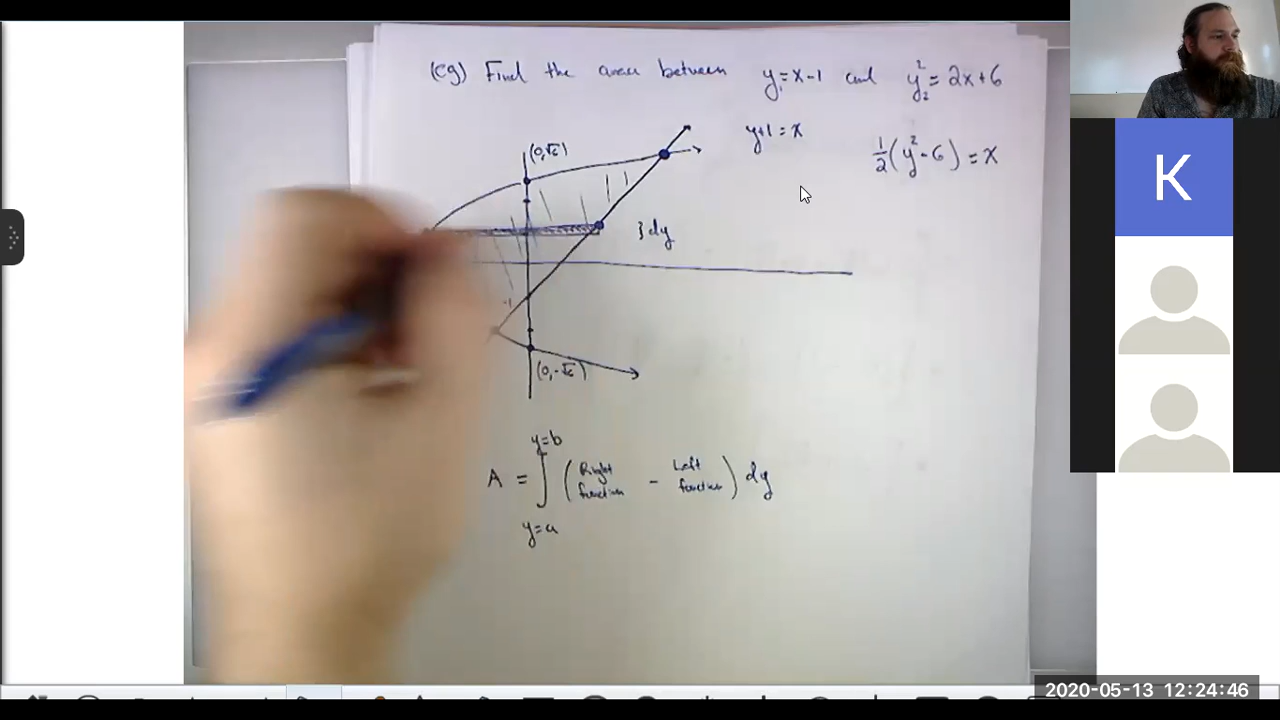 (eg) Find the area between y₁=x-1 and y₂²=2x+6
y+1=x
½(y²-6)=x
(0,√6)
}dy
-1
(0,-√6)
y=b
A = ∫ (Right function - Left function) dy
y=a
K
2020-05-13 12:24:46